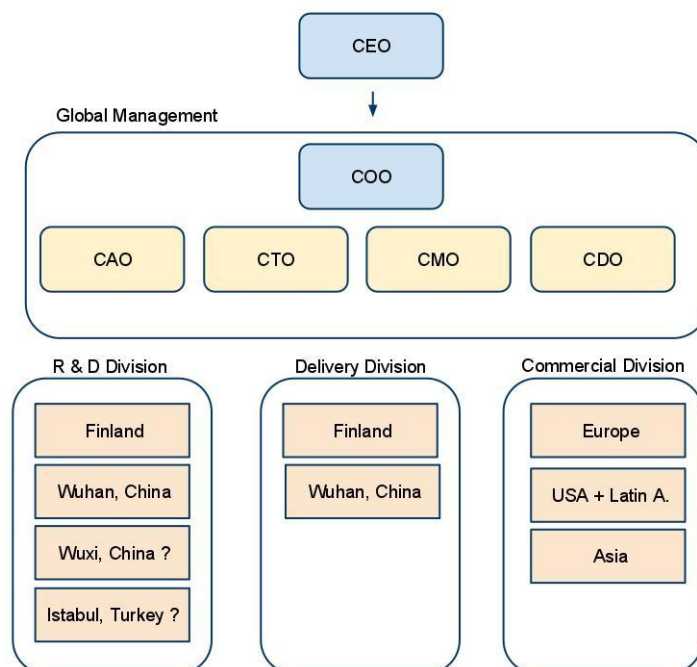 CEO
Global Management
COO
CAO
CTO
CMO
CDO
R & D Division
Finland
Wuhan, China
Wuxi, China ?
Istabul, Turkey ?
Delivery Division
Finland
Wuhan, China
Commercial Division
Europe
USA + Latin A.
Asia